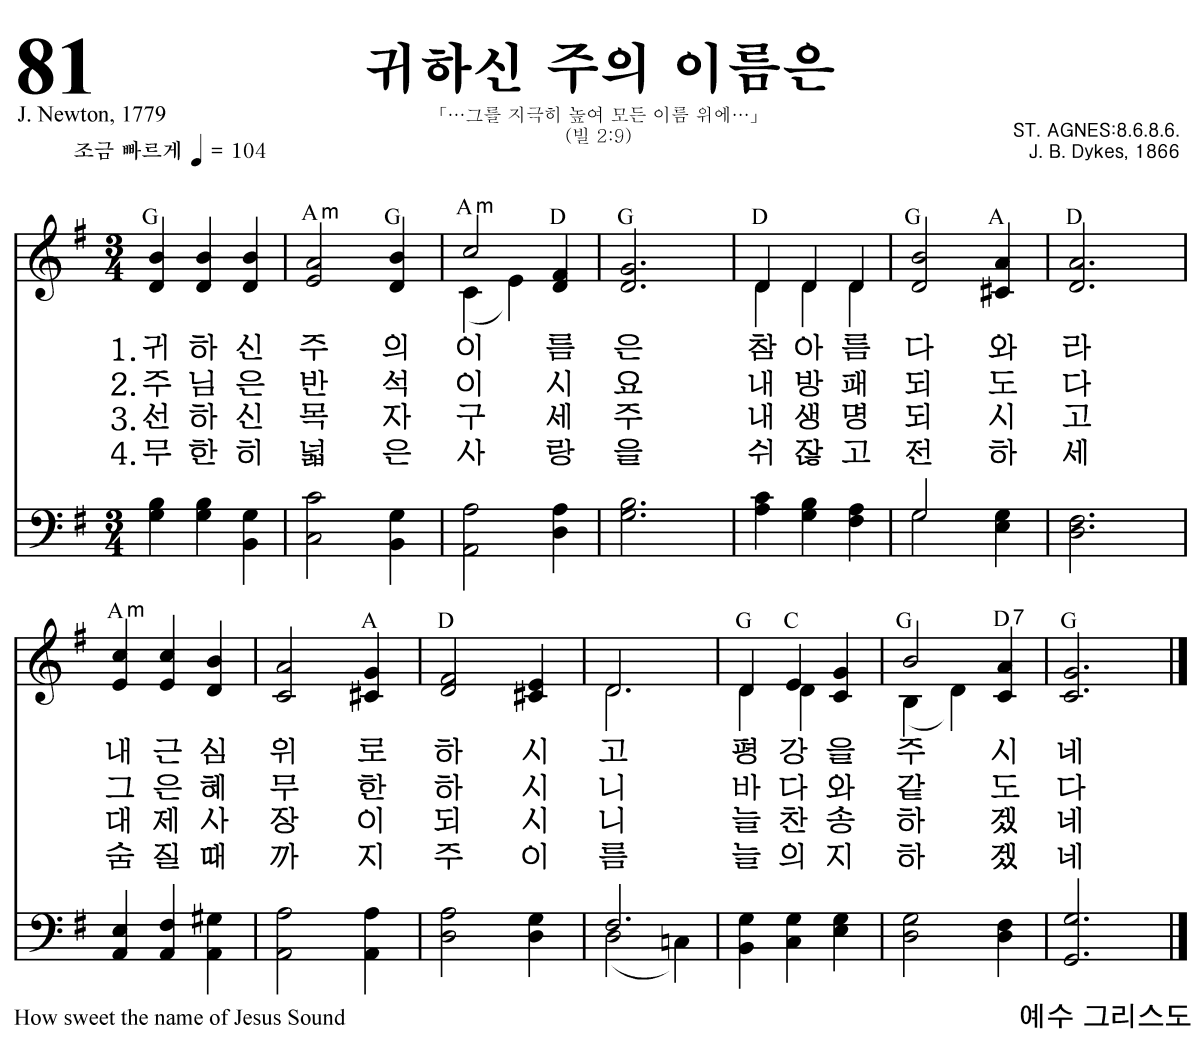 81
귀하신 주의 이름은
J. Newton, 1779
「…그를 지극히 높여 모든 이름 위에…」
(빌 2:9)
조금 빠르게 ♩ = 104
ST. AGNES:8.6.8.6.
J. B. Dykes, 1866
G Am G Am D G D G A D
3 4
1. 귀 하 신 주 의 이 름 은 참 아 름 다 와 라
2. 주 님 은 반 석 이 시 요 내 방 패 되 도 다
3. 선 하 신 목 자 구 세 주 내 생 명 되 시 고
4. 무 한 히 넓 은 사 랑 을 쉬 잖 고 전 하 세
3 4
Am A D G C G D7 G
내 근 심 위 로 하 시 고 평 강 을 주 시 네
그 은 혜 무 한 하 시 니 바 다 와 같 도 다
대 제 사 장 이 되 시 니 늘 찬 송 하 겠 네
숨 질 때 까 지 주 이 름 늘 의 지 하 겠 네
How sweet the name of Jesus Sound
예수 그리스도